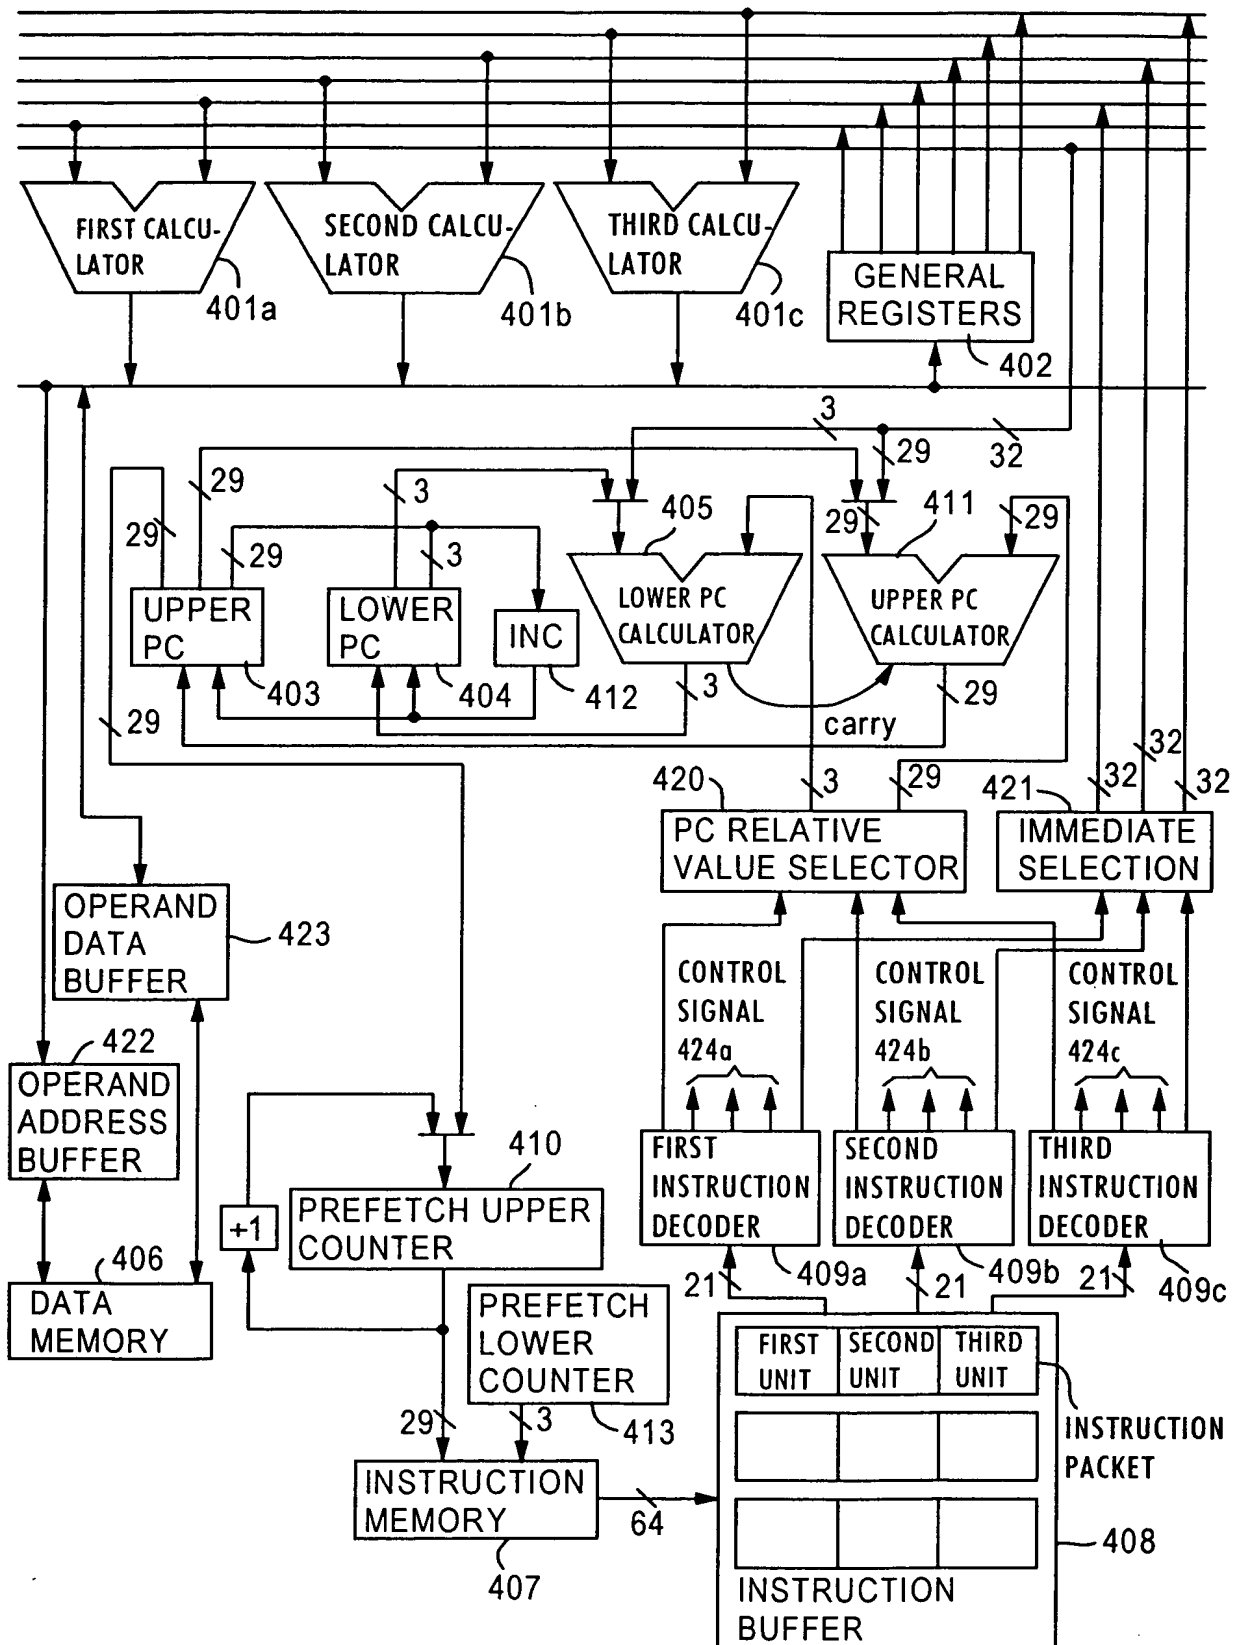 FIRST CALCU-
LATOR
401a
SECOND CALCU-
LATOR
401b
THIRD CALCU-
LATOR
401c
GENERAL
REGISTERS
402
3
29
32
29
29
3
29
3
405
29
411
29
UPPER
PC
403
LOWER
PC
404
INC
412
LOWER PC
CALCULATOR
UPPER PC
CALCULATOR
3
29
carry
29
420
3
29
421
32
32
32
PC RELATIVE
VALUE SELECTOR
IMMEDIATE
SELECTION
OPERAND
DATA
BUFFER
423
CONTROL
SIGNAL
424a
CONTROL
SIGNAL
424b
CONTROL
SIGNAL
424c
422
OPERAND
ADDRESS
BUFFER
410
+1
PREFETCH UPPER
COUNTER
FIRST
INSTRUCTION
DECODER
409a
SECOND
INSTRUCTION
DECODER
409b
THIRD
INSTRUCTION
DECODER
409c
406
DATA
MEMORY
21
21
21
PREFETCH
LOWER
COUNTER
413
29
3
FIRST
UNIT
SECOND
UNIT
THIRD
UNIT
INSTRUCTION
PACKET
INSTRUCTION
MEMORY
407
64
408
INSTRUCTION
BUFFER